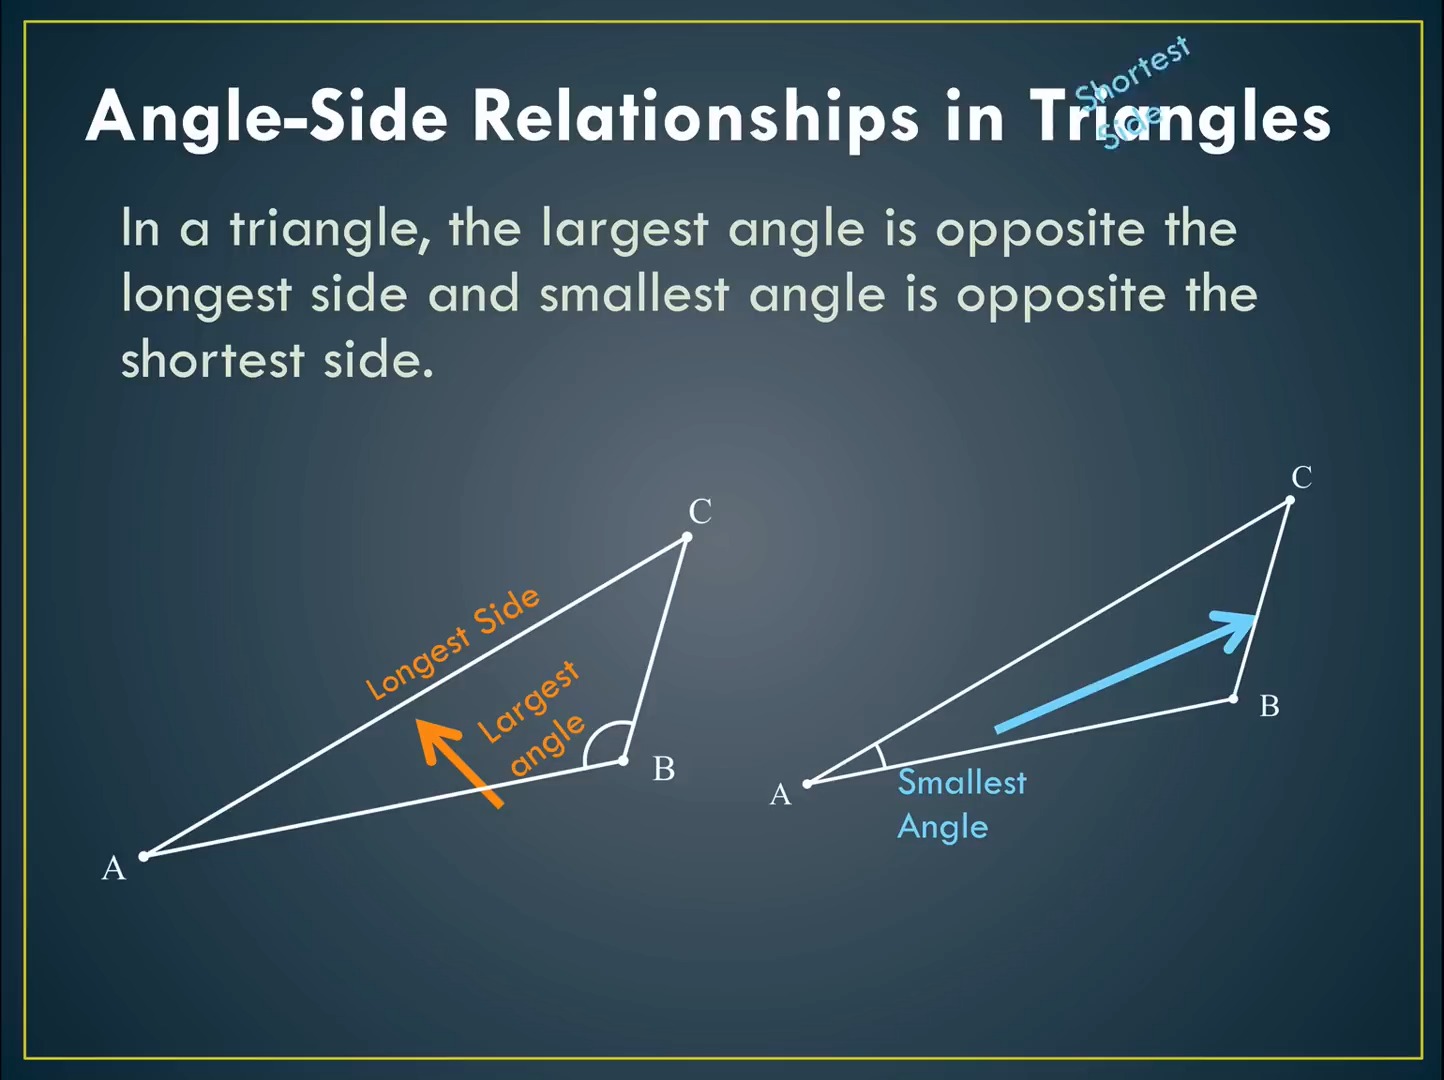 Shortest
Side
Angle-Side Relationships in Triangles
In a triangle, the largest angle is opposite the
longest side and smallest angle is opposite the
shortest side.
C
Longest Side
Largest
angle
B
A
C
B
A
Smallest
Angle